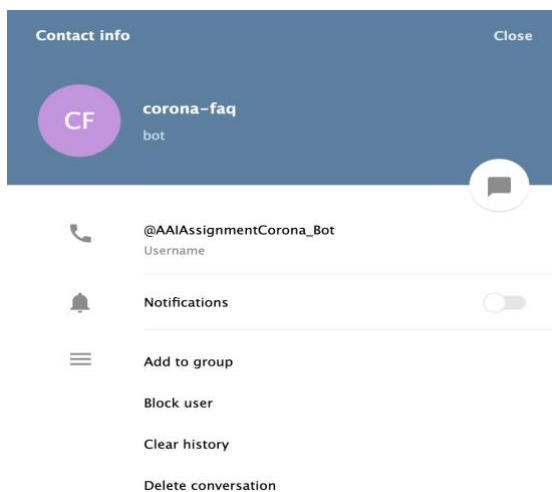 Contact info
Close
CF
corona-faq
bot
@AAIAssignmentCorona_Bot
Username
Notifications
Add to group
Block user
Clear history
Delete conversation